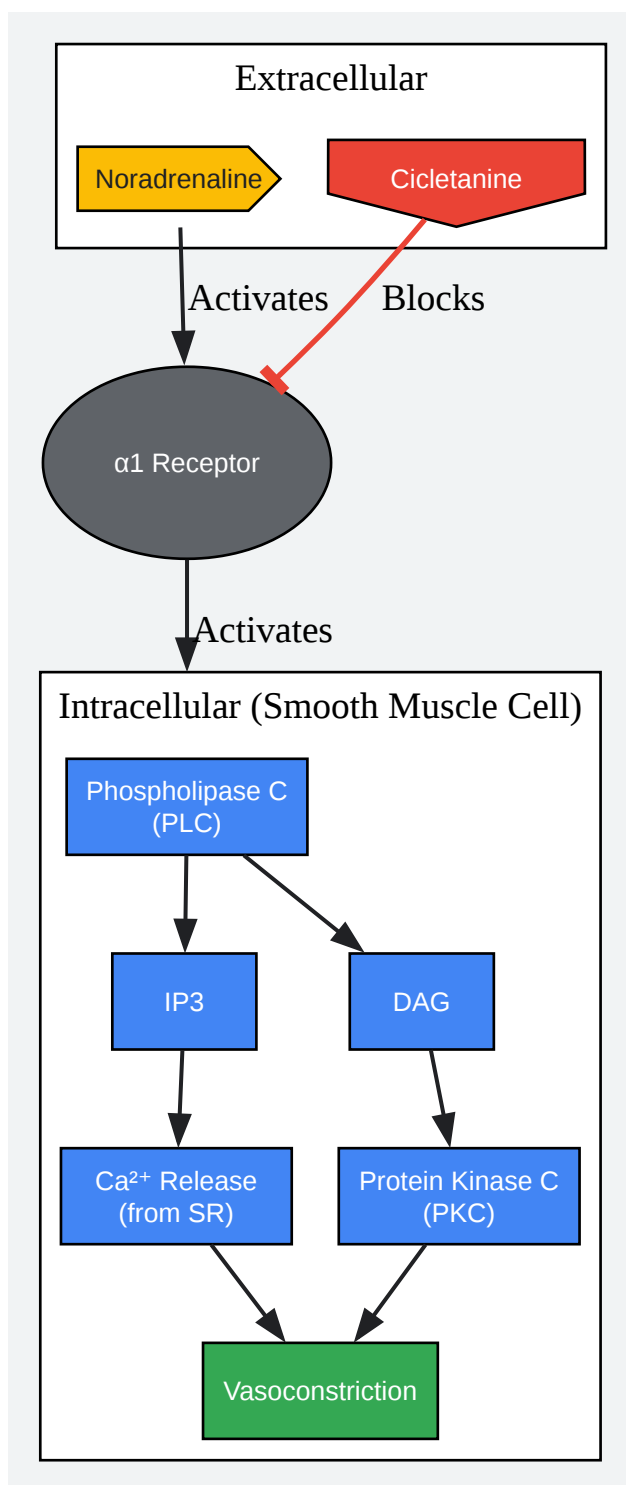 Extracellular
Noradrenaline
Cicletanine
Activates
Blocks
α1 Receptor
Activates
Intracellular (Smooth Muscle Cell)
Phospholipase C
(PLC)
IP3
DAG
Ca²⁺ Release
(from SR)
Protein Kinase C
(PKC)
Vasoconstriction